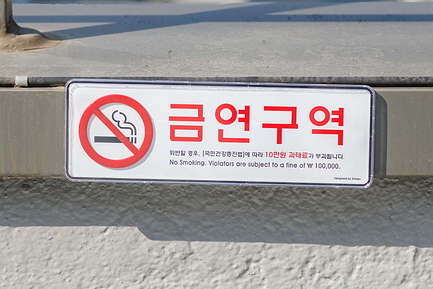 금연구역
위반할 경우, [국민건강증진법]에 따라 10만원 과태료가 부과됩니다.
No Smoking. Violators are subject to a fine of ₩ 100,000.